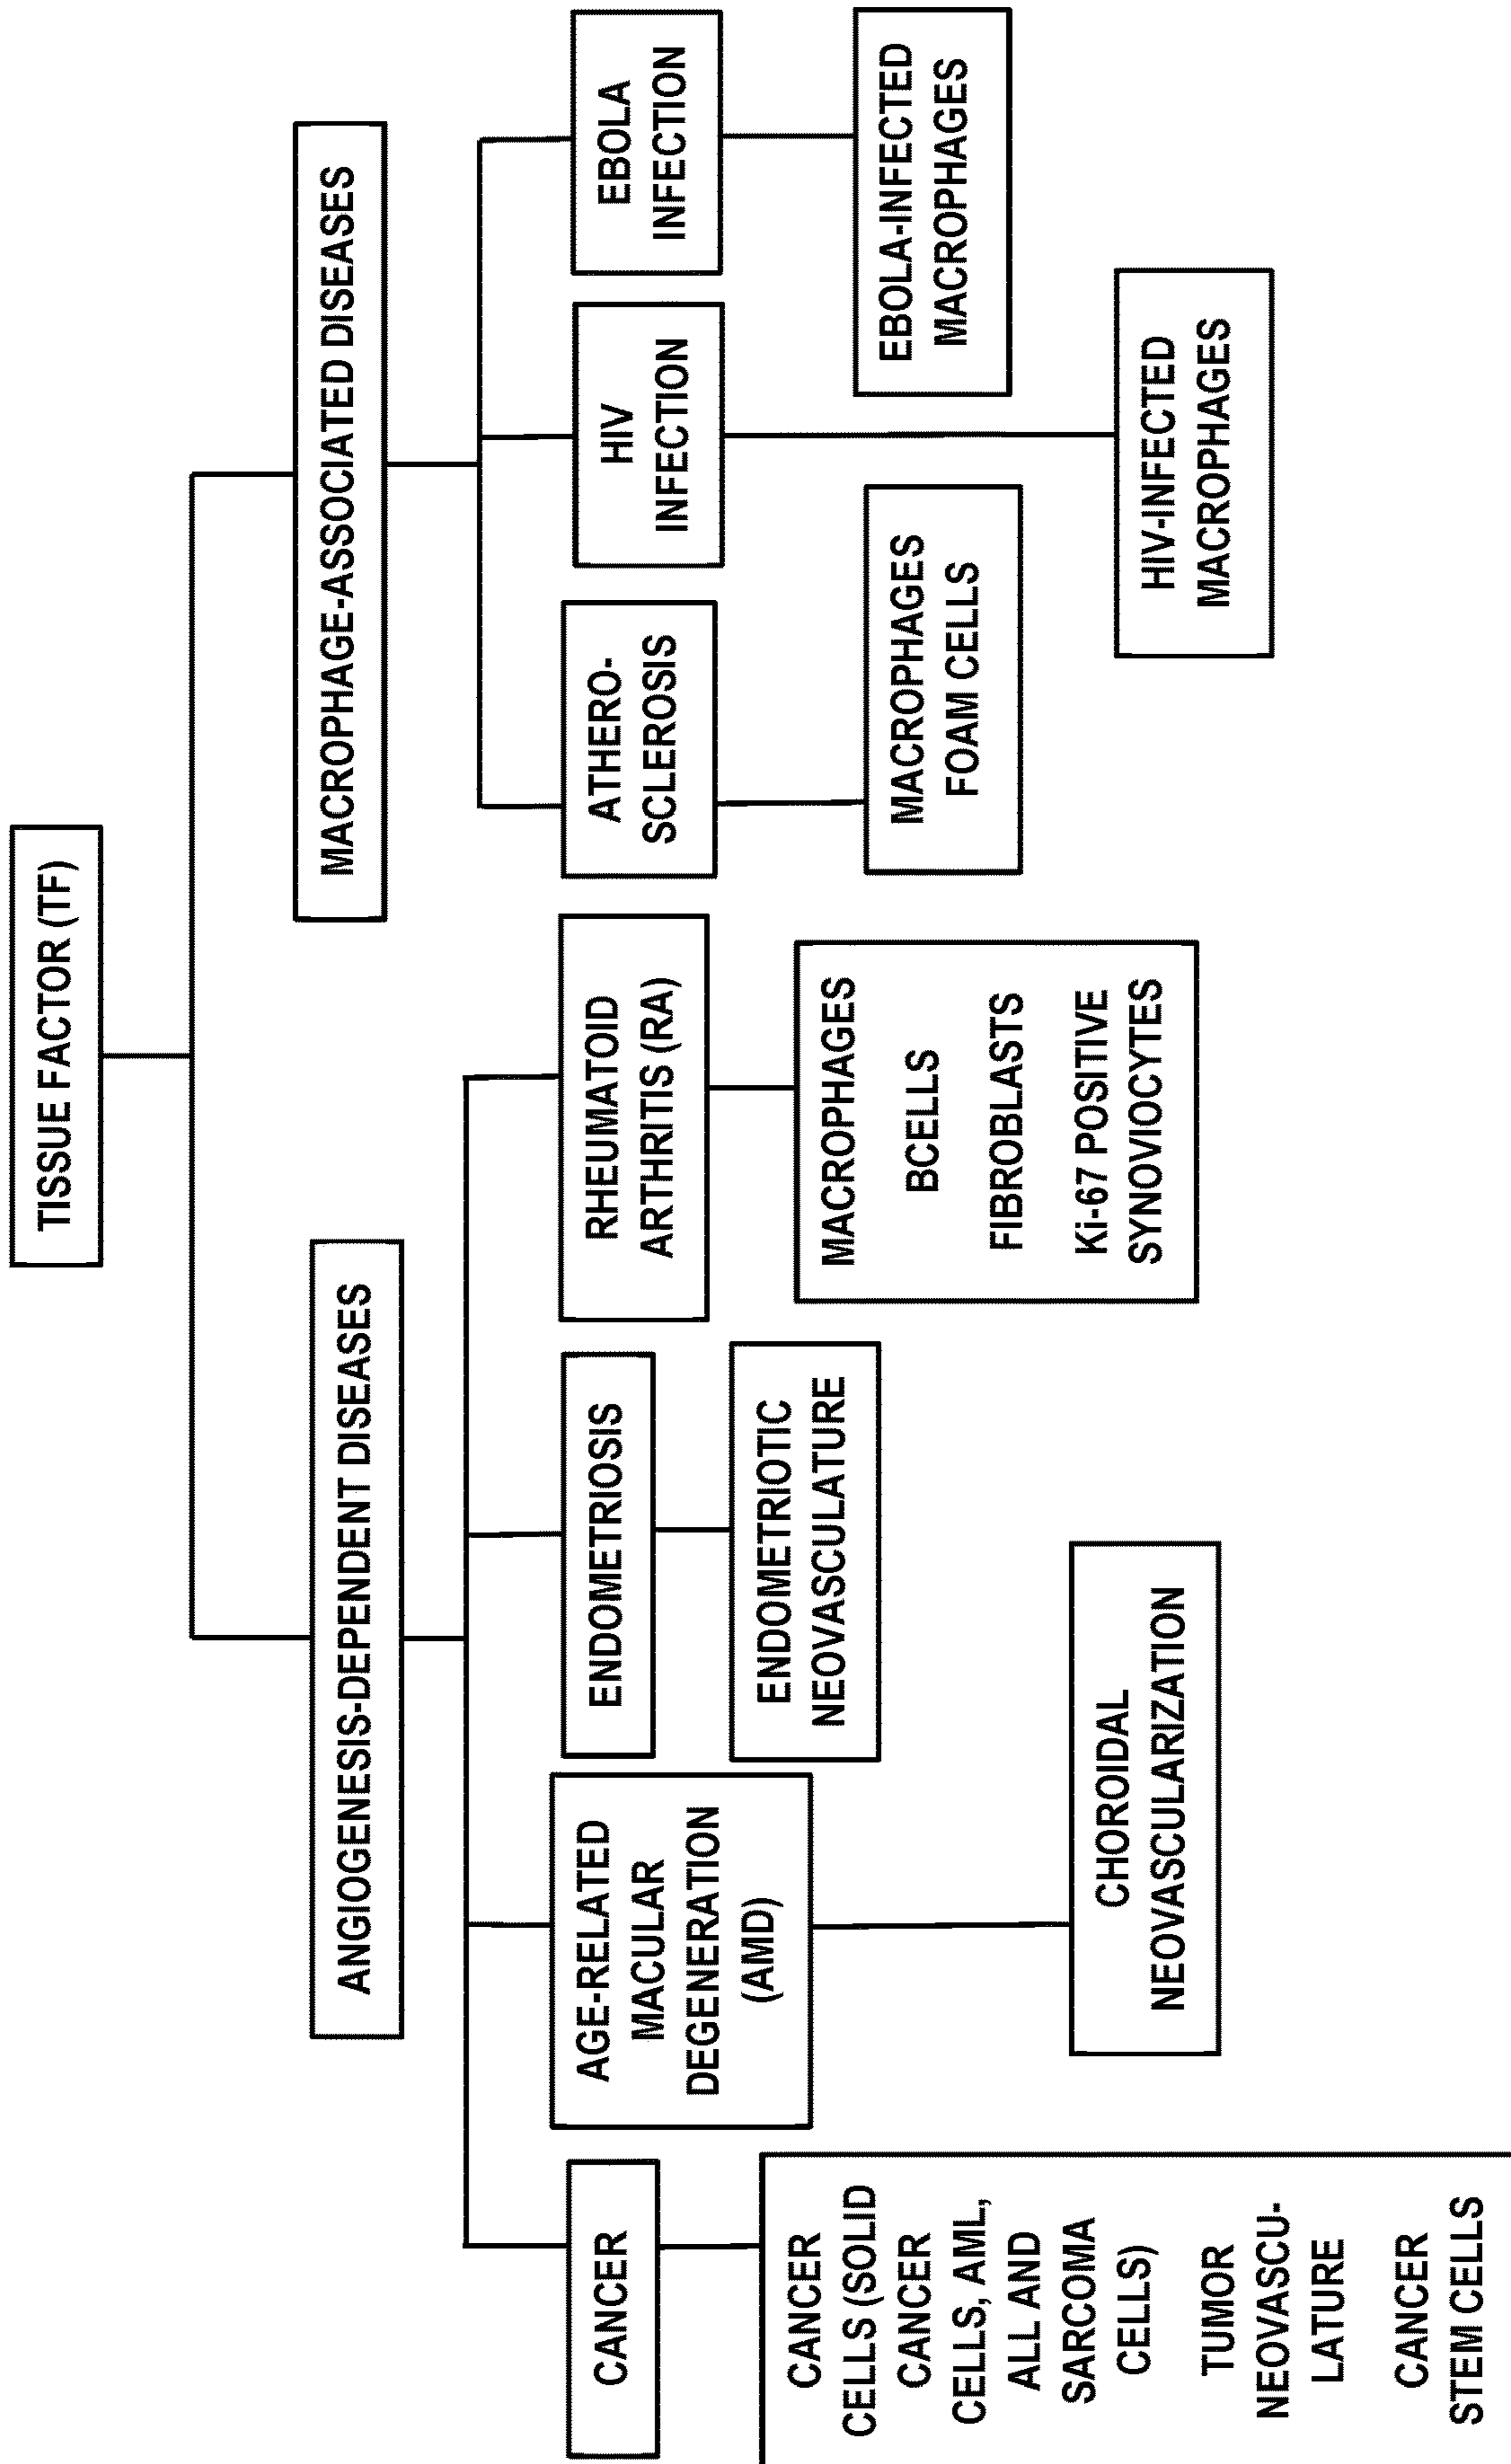 TISSUE FACTOR (TF)
ANGIOGENESIS-DEPENDENT DISEASES
MACROPHAGE-ASSOCIATED DISEASES
CANCER
AGE-RELATED
MACULAR
DEGENERATION
(AMD)
ENDOMETRIOSIS
RHEUMATOID
ARTHRITIS (RA)
ATHERO-
SCLEROSIS
HIV
INFECTION
EBOLA
INFECTION
CANCER
CELLS (SOLID
CANCER
CELLS, AML,
ALL AND
SARCOMA
CELLS)
TUMOR
NEOVASCU-
LATURE
CANCER
STEM CELLS
CHOROIDAL
NEOVASCULARIZATION
ENDOMETRIOTIC
NEOVASCULATURE
MACROPHAGES
BCELLS
FIBROBLASTS
Ki-67 POSITIVE
SYNOVIOCYTES
MACROPHAGES
FOAM CELLS
HIV-INFECTED
MACROPHAGES
EBOLA-INFECTED
MACROPHAGES